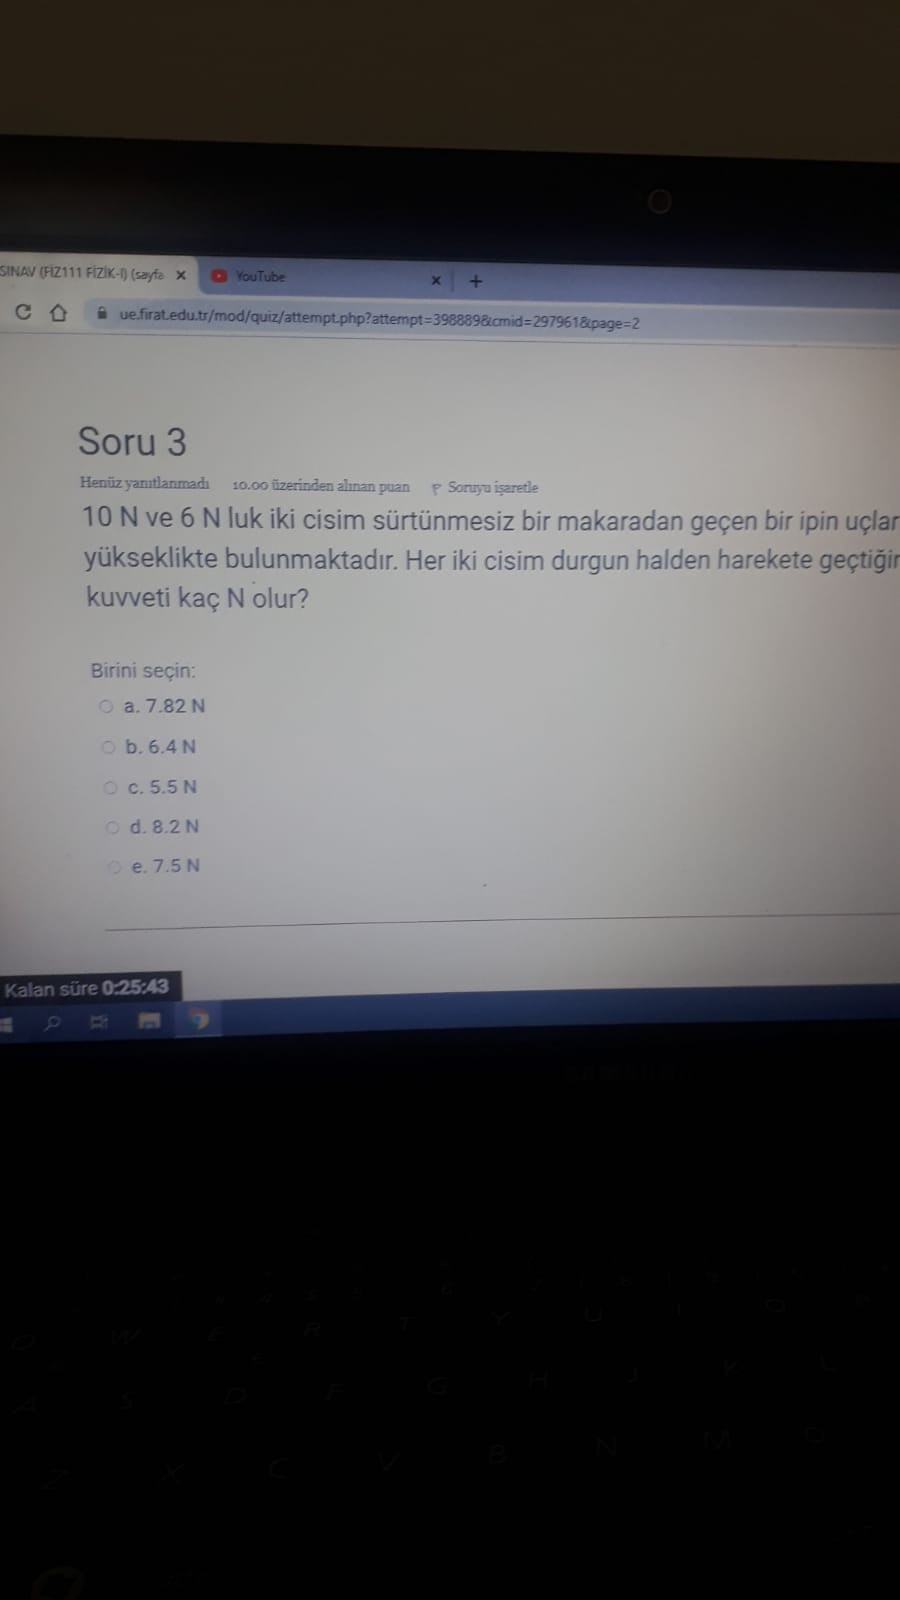 SINAV (FİZ111 FİZİK-I) (sayfa
YouTube
ue.firat.edu.tr/mod/quiz/attempt.php?attempt=398889&cmid=297961&page=2
Soru 3
Henüz yanıtlanmadı 10.00 üzerinden alınan puan Soruyu işaretle
10 N ve 6 N luk iki cisim sürtünmesiz bir makaradan geçen bir ipin uçlar
yükseklikte bulunmaktadır. Her iki cisim durgun halden harekete geçtiğin
kuvveti kaç N olur?
Birini seçin:
a. 7.82 N
b. 6.4 N
c. 5.5 N
d. 8.2 N
e. 7.5 N
Kalan süre 0:25:43
W E R T Y U I O
A S D F G H J K L
Z X C V B N M